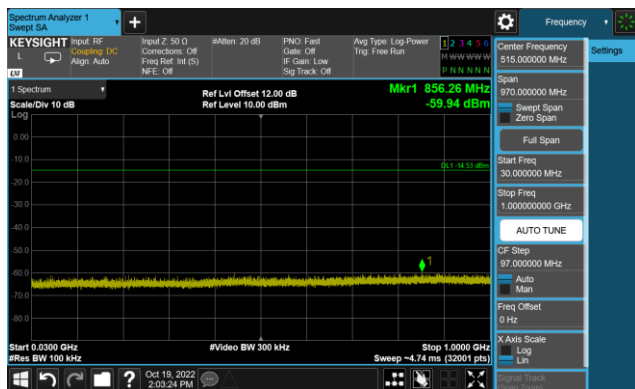 Spectrum Analyzer 1
Swept SA
Frequency
KEYSIGHT
L
LXI
Input: RF
Coupling: DC
Align: Auto
Input Z: 50 Ω
Corrections: Off
Freq Ref: Int (S)
NFE: Off
#Atten: 20 dB
PNO: Fast
Gate: Off
IF Gain: Low
Sig Track: Off
Avg Type: Log-Power
Trig: Free Run
1 2 3 4 5 6
M W W W W W
P N N N N N
1 Spectrum
Scale/Div 10 dB
Log
Ref Lvl Offset 12.00 dB
Ref Level 10.00 dBm
Mkr1 856.26 MHz
-59.94 dBm
0.00
-10.0
DL1 -14.53 dBm
-20.0
-30.0
-40.0
-50.0
1
-60.0
-70.0
-80.0
Start 0.0300 GHz
#Res BW 100 kHz
#Video BW 300 kHz
Stop 1.0000 GHz
Sweep ~4.74 ms (32001 pts)
?
Oct 19, 2022
2:03:24 PM
Center Frequency
515.000000 MHz
Settings
Span
970.000000 MHz
Swept Span
Zero Span
Full Span
Start Freq
30.000000 MHz
Stop Freq
1.000000000 GHz
AUTO TUNE
CF Step
97.000000 MHz
Auto
Man
Freq Offset
0 Hz
X Axis Scale
Log
Lin
Signal Track